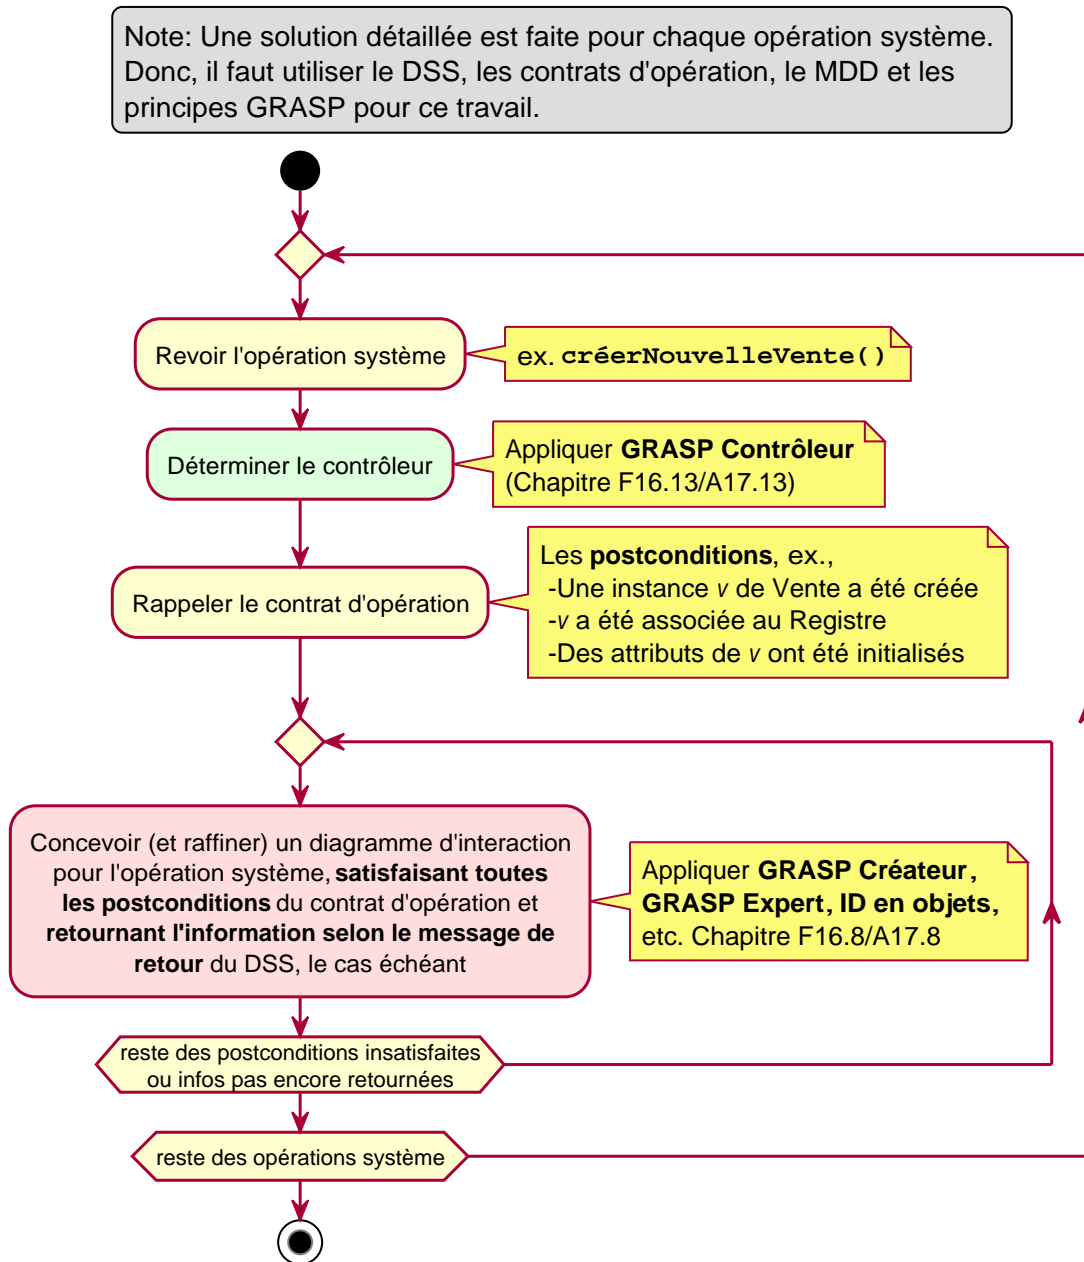 Note: Une solution détaillée est faite pour chaque opération système.
Donc, il faut utiliser le DSS, les contrats d'opération, le MDD et les
principes GRASP pour ce travail.
Revoir l'opération système
ex. créerNouvelleVente()
Déterminer le contrôleur
Appliquer GRASP Contrôleur
(Chapitre F16.13/A17.13)
Rappeler le contrat d'opération
Les postconditions, ex.,
-Une instance v de Vente a été créée
-v a été associée au Registre
-Des attributs de v ont été initialisés
Concevoir (et raffiner) un diagramme d'interaction
pour l'opération système, satisfaisant toutes
les postconditions du contrat d'opération et
retournant l'information selon le message de
retour du DSS, le cas échéant
Appliquer GRASP Créateur,
GRASP Expert, ID en objets,
etc. Chapitre F16.8/A17.8
reste des postconditions insatisfaites
ou infos pas encore retournées
reste des opérations système